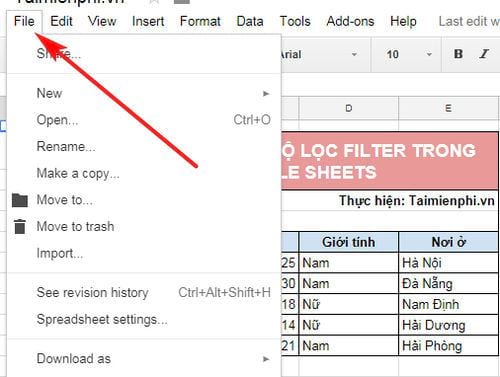 Taimienphi.vn
File Edit View Insert Format Data Tools Add-ons Help Last edit w
Share...
Arial 10 B I
New
Open... Ctrl+O
Rename...
Make a copy...
Move to...
Move to trash
Import...
See revision history Ctrl+Alt+Shift+H
Spreadsheet settings...
Download as
D E
Ộ LỌC FILTER TRONG
LE SHEETS
Thực hiện: Taimienphi.vn
Giới tính Nơi ở
25 Nam Hà Nội
30 Nam Đà Nẵng
18 Nữ Nam Định
14 Nữ Hải Dương
21 Nam Hải Phòng